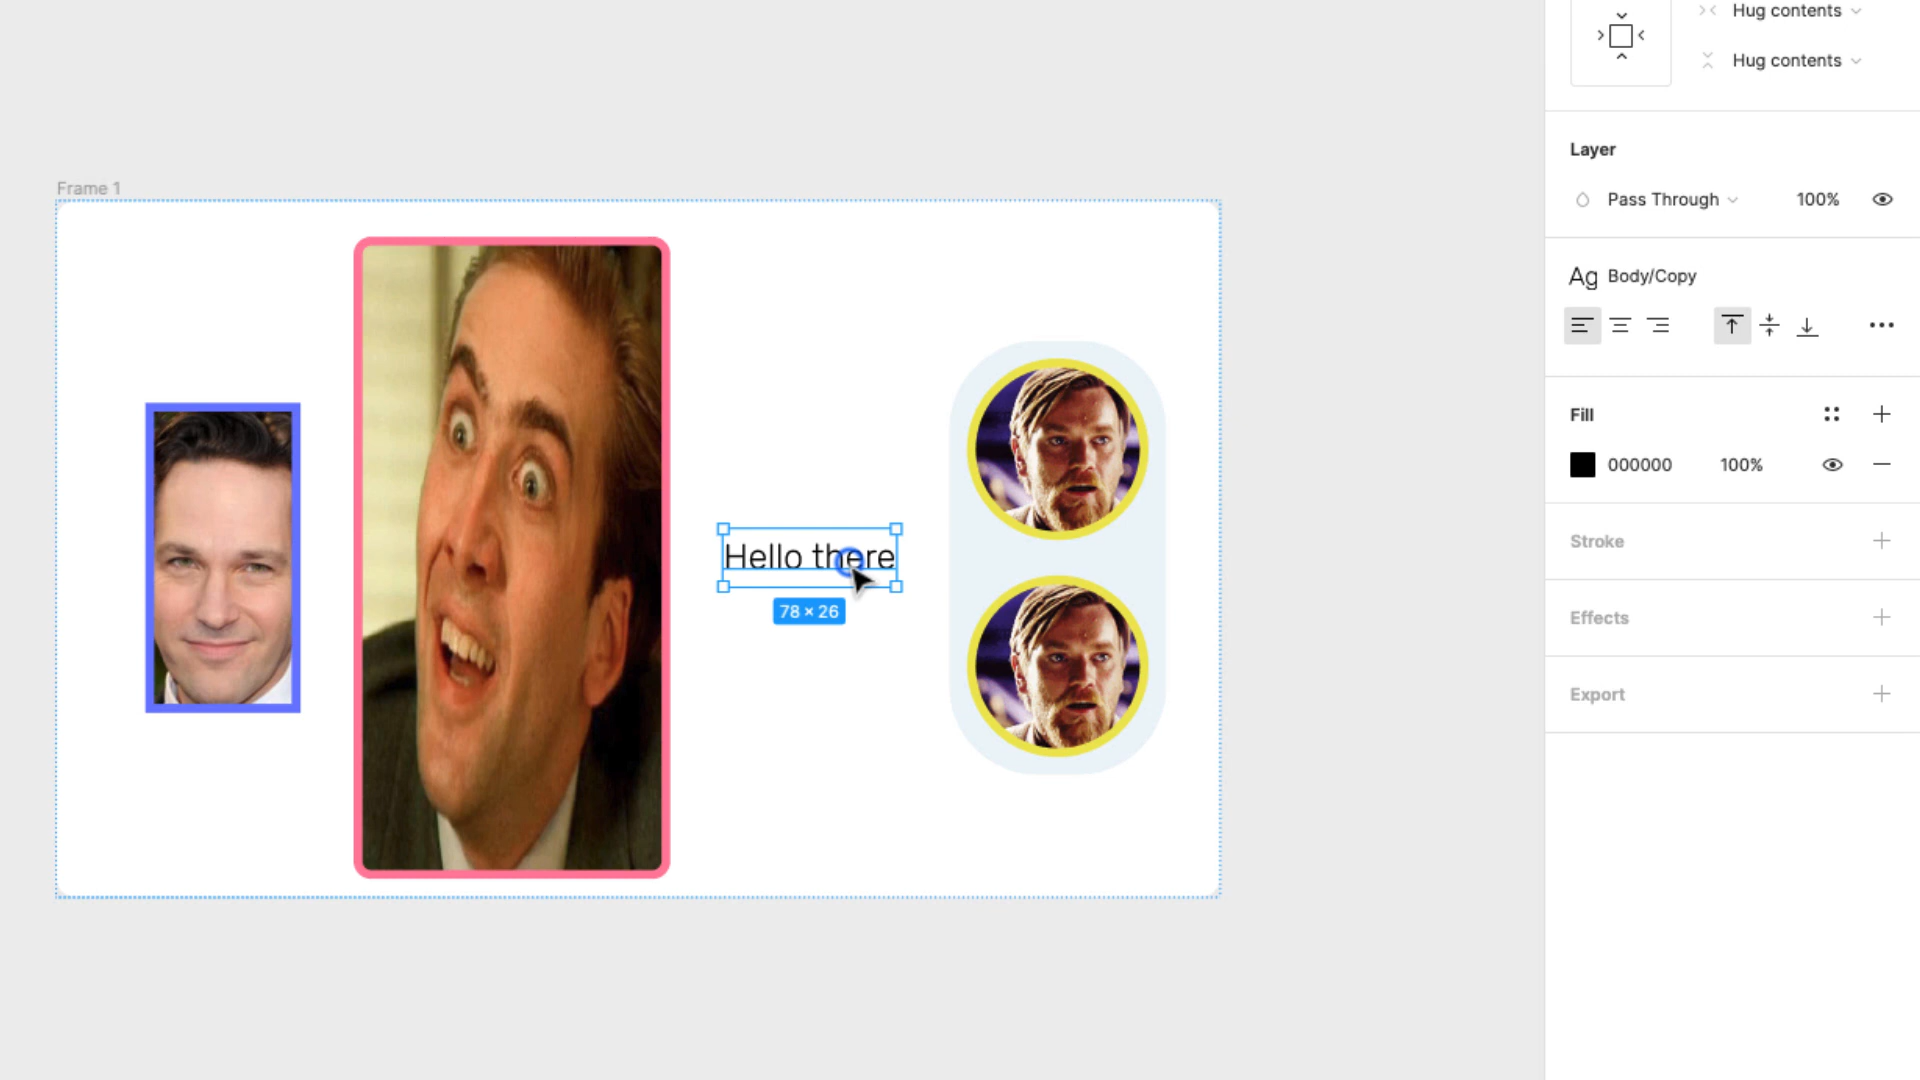 Hug contents
Hug contents
Layer
Pass Through 100%
Frame 1
Ag Body/Copy
Fill
000000 100%
Hello there
Stroke
78 × 26
Effects
Export